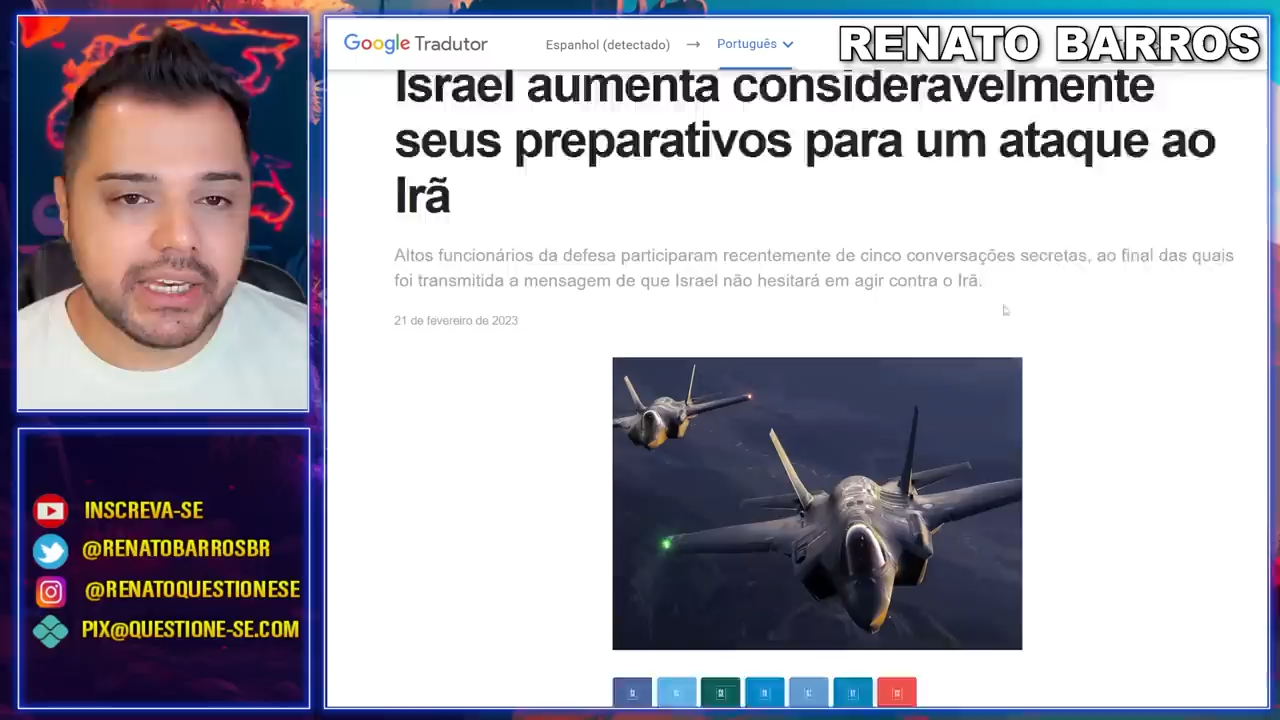 Google Tradutor
Espanhol (detectado) → Português
RENATO BARROS
Israel aumenta consideravelmente
seus preparativos para um ataque ao
Irã
Altos funcionários da defesa participaram recentemente de cinco conversações secretas, ao final das quais
foi transmitida a mensagem de que Israel não hesitará em agir contra o Irã.
21 de fevereiro de 2023
INSCREVA-SE
@RENATOBARROSBR
@RENATOQUESTIONESE
PIX@QUESTIONE-SE.COM